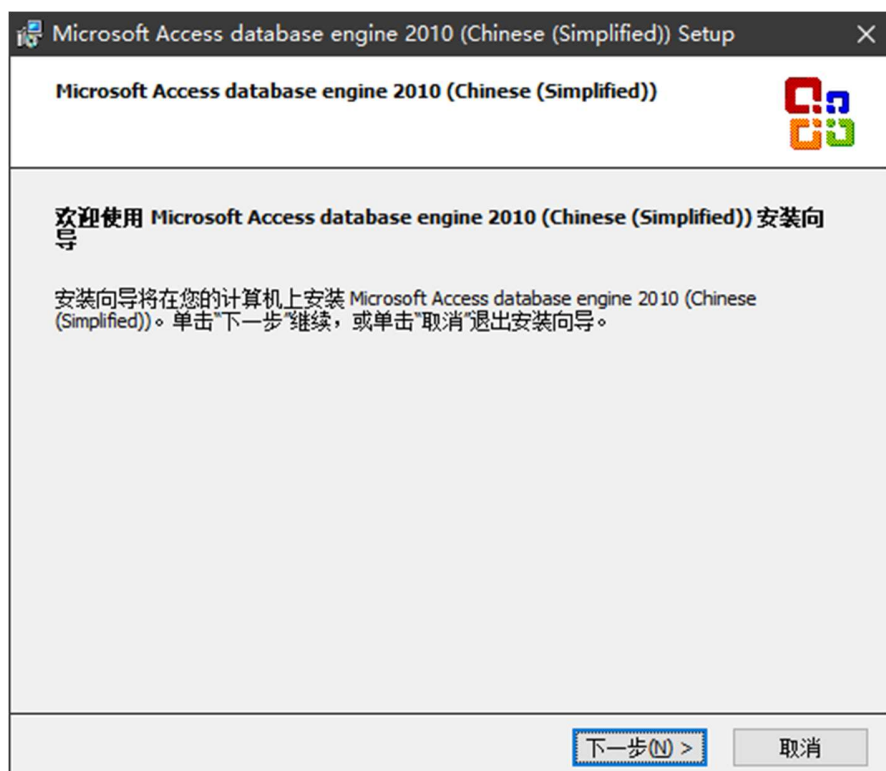 Microsoft Access database engine 2010 (Chinese (Simplified)) Setup
Microsoft Access database engine 2010 (Chinese (Simplified))
欢迎使用 Microsoft Access database engine 2010 (Chinese (Simplified)) 安装向
导
安装向导将在您的计算机上安装 Microsoft Access database engine 2010 (Chinese
(Simplified))。单击“下一步”继续，或单击“取消”退出安装向导。
下一步(N) >
取消